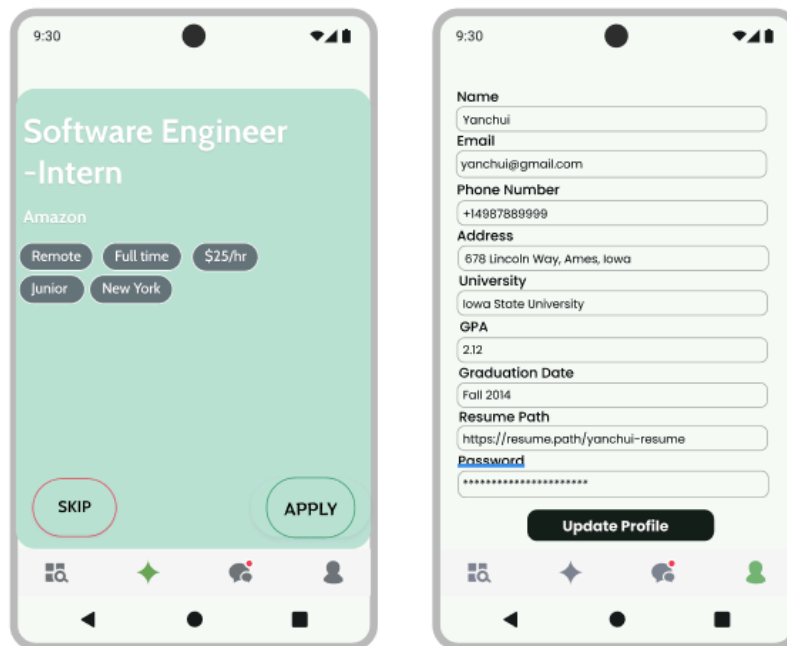 9:30
Software Engineer
-Intern
Amazon
Remote Full time $25/hr
Junior New York
SKIP APPLY
9:30
Name
Yanchui
Email
yanchui@gmail.com
Phone Number
+14987889999
Address
678 Lincoln Way, Ames, Iowa
University
Iowa State University
GPA
2.12
Graduation Date
Fall 2014
Resume Path
https://resume.path/yanchui-resume
Password
**********************
Update Profile